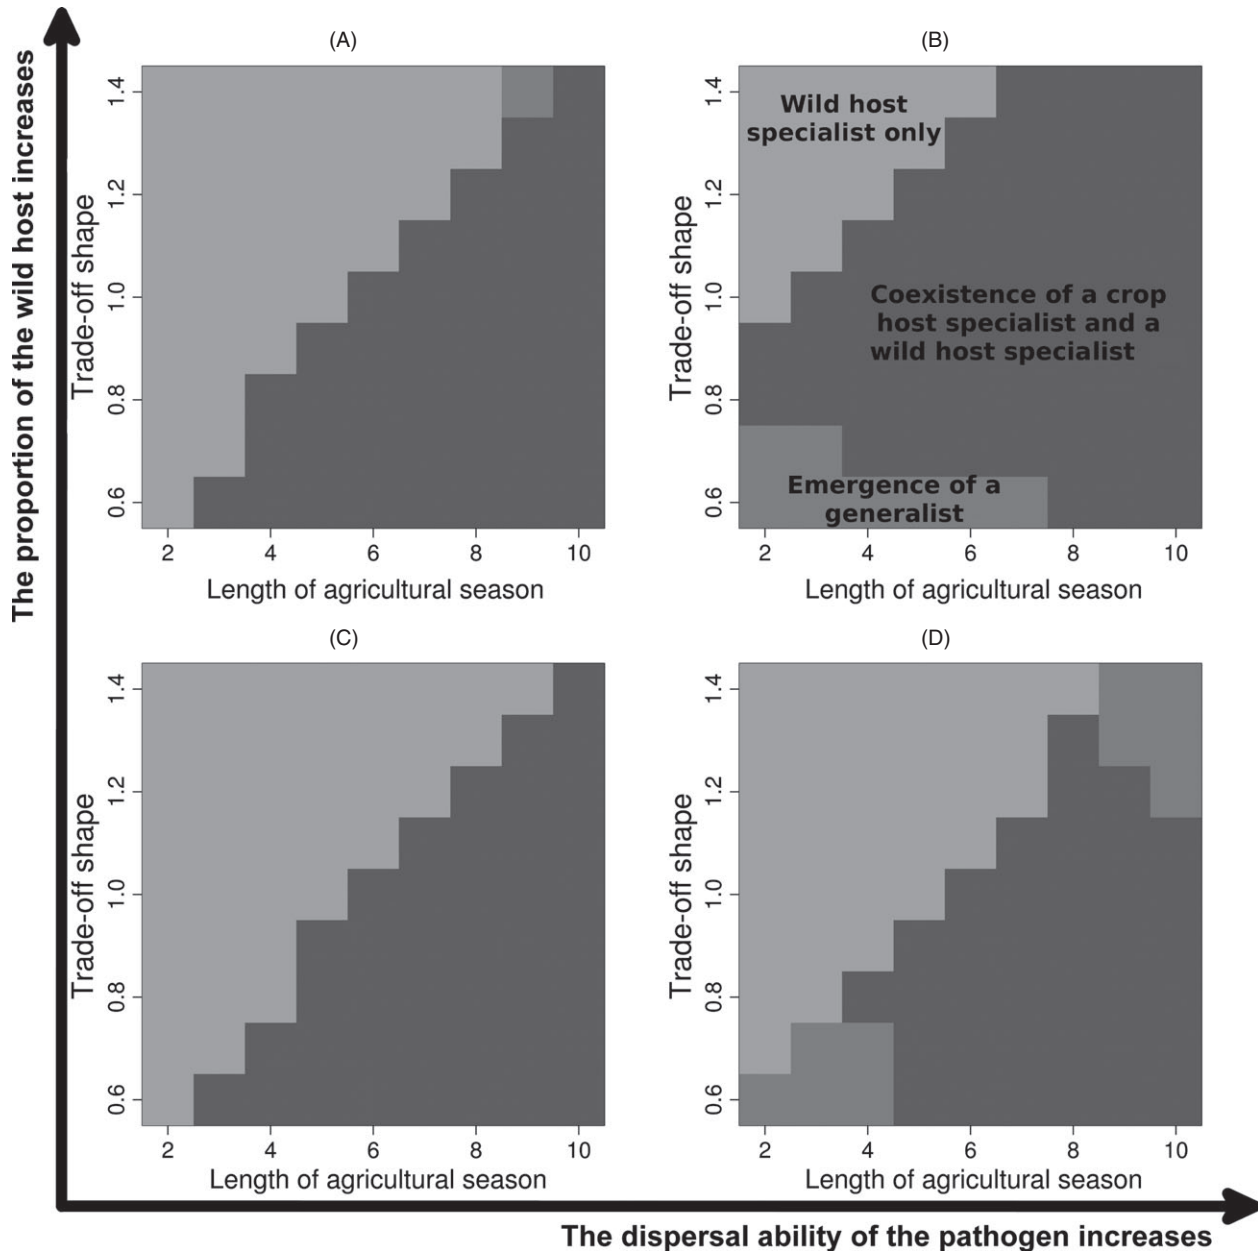 The proportion of the wild host increases
(A)
Trade-off shape
1.4
1.2
1.0
0.8
0.6
2 4 6 8 10
Length of agricultural season
(B)
Trade-off shape
1.4
1.2
1.0
0.8
0.6
Wild host
specialist only
Coexistence of a crop
host specialist and a
wild host specialist
Emergence of a
generalist
2 4 6 8 10
Length of agricultural season
(C)
Trade-off shape
1.4
1.2
1.0
0.8
0.6
2 4 6 8 10
Length of agricultural season
(D)
Trade-off shape
1.4
1.2
1.0
0.8
0.6
2 4 6 8 10
Length of agricultural season
The dispersal ability of the pathogen increases